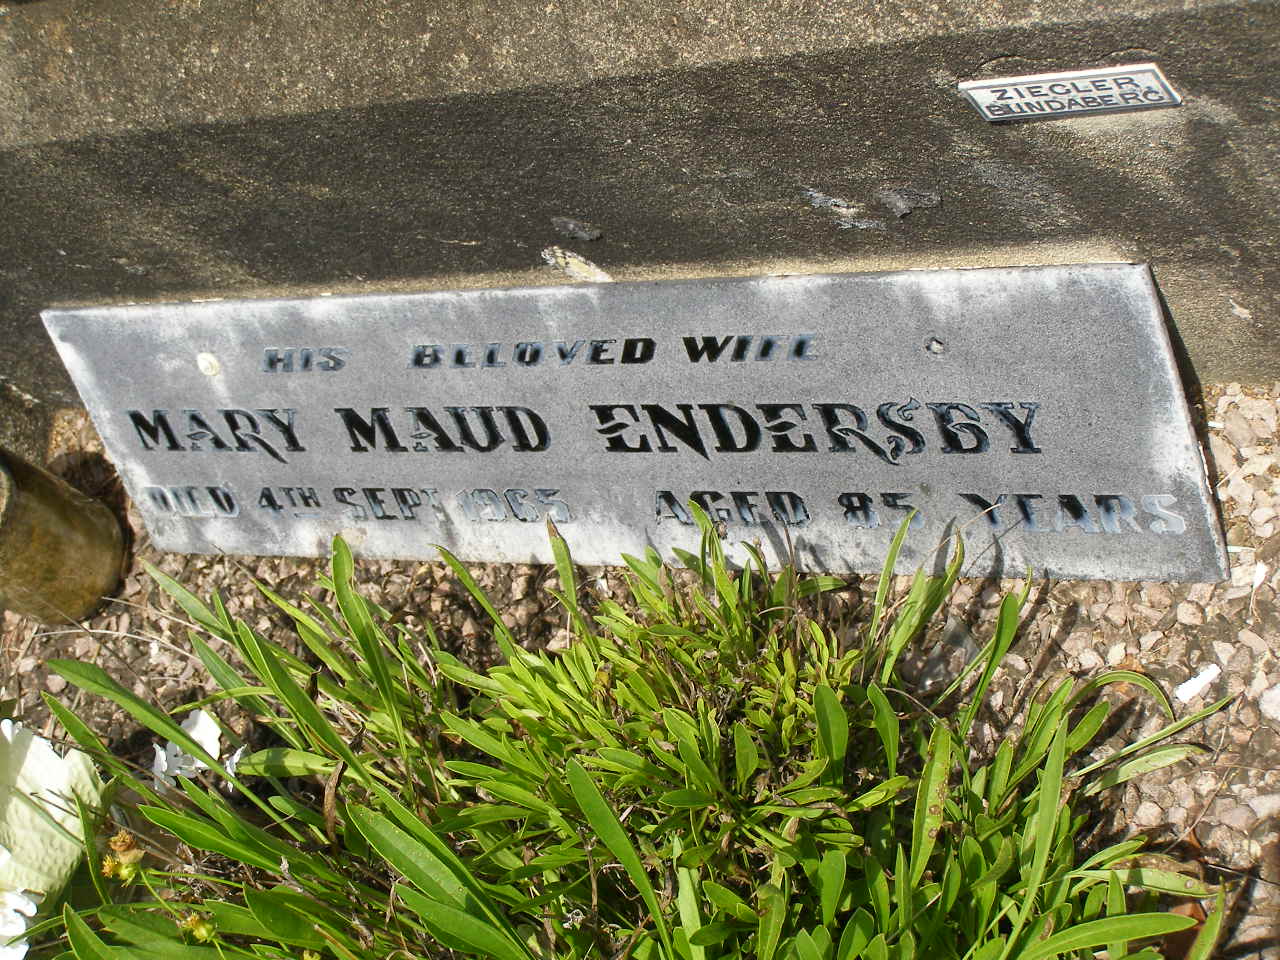 ZIEGLER
BUNDABERG
HIS BELOVED WIFE
MARY MAUD ENDERSBY
DIED 4TH SEPT 1965 AGED 85 YEARS